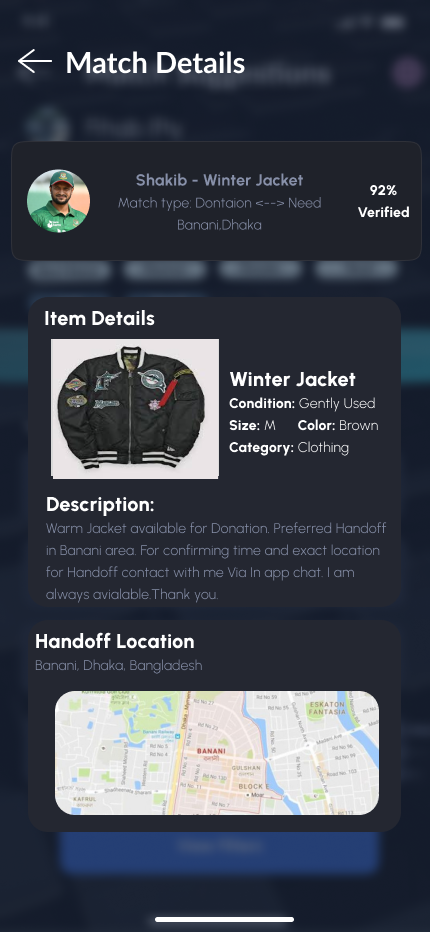 Match Details
Shakib - Winter Jacket
Match type: Dontaion <--> Need
Banani.Dhaka
92%
Verified
Item Details
Winter Jacket
Condition: Gently Used
Size: M Color: Brown
Category: Clothing
Description:
Warm Jacket available for Donation. Preferred Handoff
in Banani area. For confirming time and exact location
for Handoff contact with me Via In app chat. I am
always avialable.Thank you.
Handoff Location
Banani, Dhaka, Bangladesh
ESKATON
FANTASIA
BANANI
GULSHAN
BLOCK E
KAFRUL